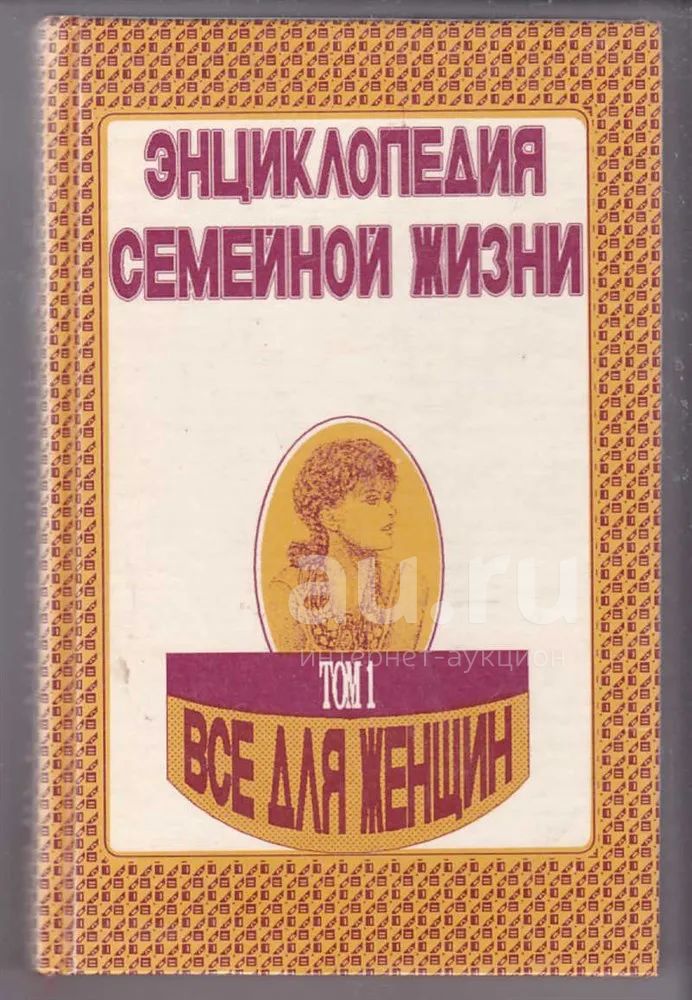 ЭНЦИКЛОПЕДИЯ
СЕМЕЙНОЙ ЖИЗНИ
au.ru
интернет-аукцион
ТОМ 1
ВСЕ ДЛЯ ЖЕНЩИН